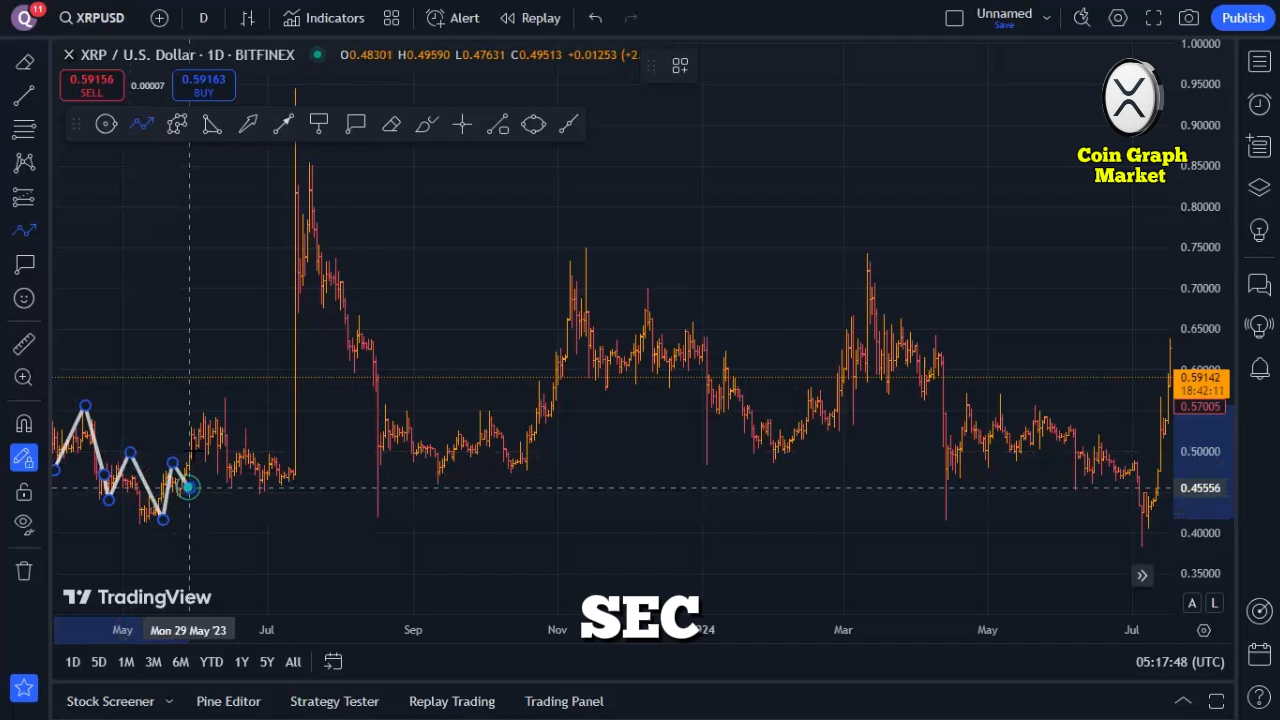 Q 11 XRPUSD D Indicators Alert Replay Unnamed Save Publish
XRP / U.S. Dollar · 1D · BITFINEX O0.48301 H0.49590 L0.47631 C0.49513 +0.01253 (+2.
0.59156 SELL 0.00007 0.59163 BUY
Coin Graph
Market
1.00000
0.95000
0.90000
0.85000
0.80000
0.75000
0.70000
0.65000
0.59142
18:42:11
0.57005
0.50000
0.45556
0.40000
0.35000
TradingView
SEC
A L
May Mon 29 May '23 Jul Sep Nov 2024 Mar May Jul
1D 5D 1M 3M 6M YTD 1Y 5Y All 05:17:48 (UTC)
Stock Screener Pine Editor Strategy Tester Replay Trading Trading Panel